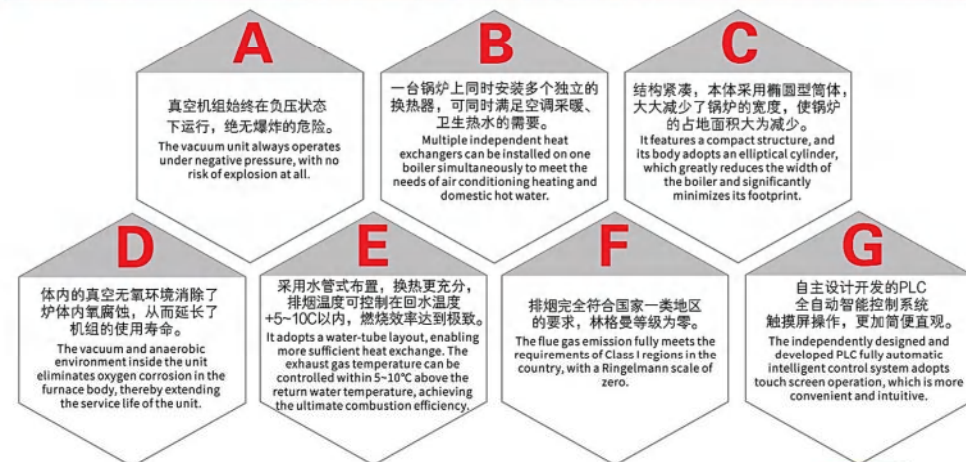 A
真空机组始终在负压状态
下运行，绝无爆炸的危险。
The vacuum unit always operates
under negative pressure, with no
risk of explosion at all.
B
一台锅炉上同时安装多个独立的
换热器，可同时满足空调采暖、
卫生热水的需要。
Multiple independent heat
exchangers can be installed on one
boiler simultaneously to meet the
needs of air conditioning heating and
domestic hot water.
C
结构紧凑，本体采用椭圆型筒体，
大大减少了锅炉的宽度，使锅炉
的占地面积大为减少。
It features a compact structure, and
its body adopts an elliptical cylinder,
which greatly reduces the width of
the boiler and significantly
minimizes its footprint.
D
体内的真空无氧环境消除了
炉体内氧腐蚀，从而延长了
机组的使用寿命。
The vacuum and anaerobic
environment inside the unit
eliminates oxygen corrosion in the
furnace body, thereby extending
the service life of the unit.
E
采用水管式布置，换热更充分，
排烟温度可控制在回水温度
+5~10C以内，燃烧效率达到极致。
It adopts a water-tube layout, enabling
more sufficient heat exchange. The
exhaust gas temperature can be
controlled within 5~10℃ above the
return water temperature, achieving
the ultimate combustion efficiency.
F
排烟完全符合国家一类地区
的要求，林格曼等级为零。
The flue gas emission fully meets the
requirements of Class I regions in the
country, with a Ringelmann scale of
zero.
G
自主设计开发的PLC
全自动智能控制系统
触摸屏操作，更加简便直观。
The independently designed and
developed PLC fully automatic
intelligent control system adopts
touch screen operation, which is more
convenient and intuitive.